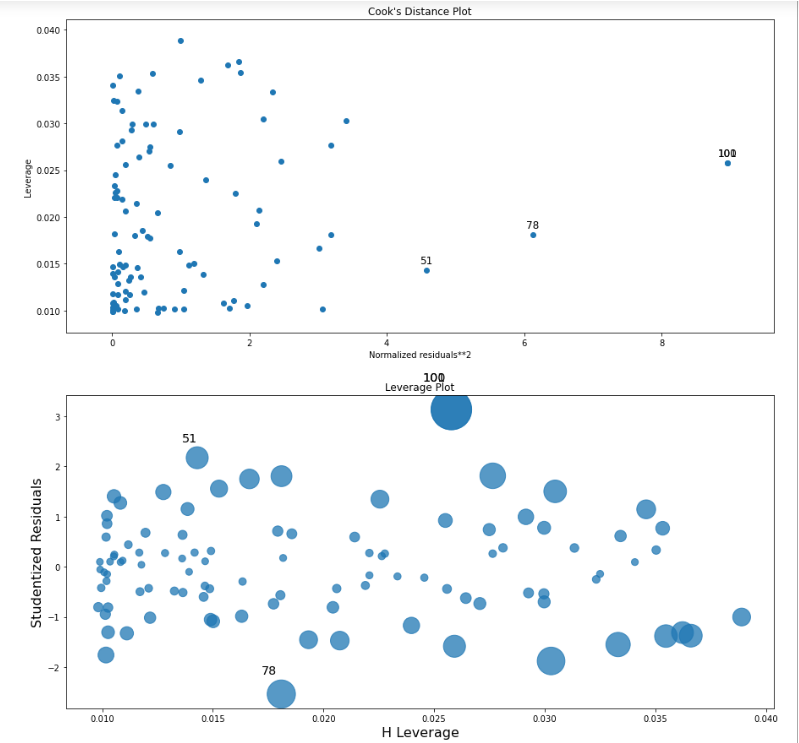 Cook's Distance Plot
0.040
0.035
0.030
0.025
0.020
0.015
0.010
Leverage
78
51
0 2 4 6 8
Normalized residuals**2
Leverage Plot
3
2
1
0
−1
−2
Studentized Residuals
51
78
0.010 0.015 0.020 0.025 0.030 0.035 0.040
H Leverage